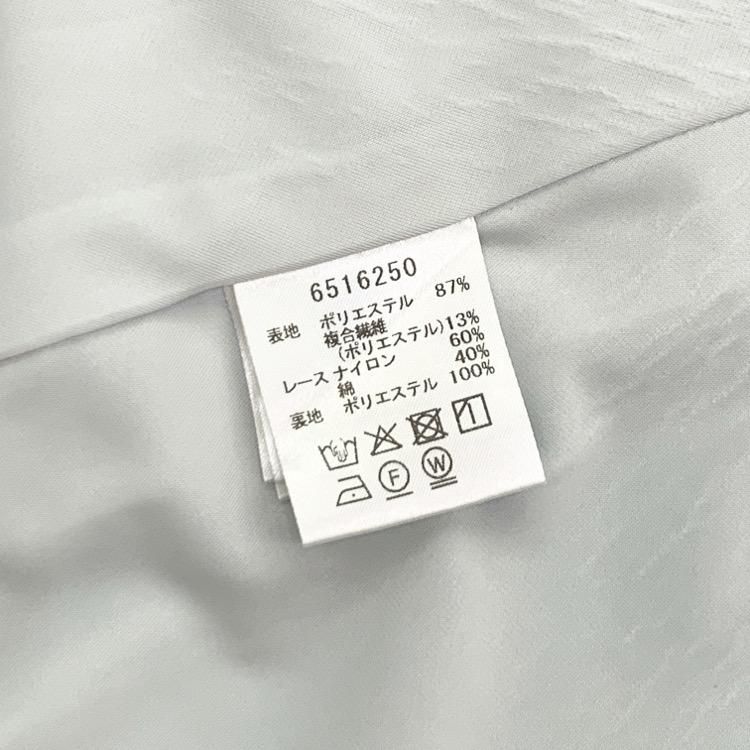 6516250
表地 ポリエステル 87%
複合繊維
(ポリエステル)13%
レース ナイロン 60%
綿 40%
裏地 ポリエステル 100%
F W